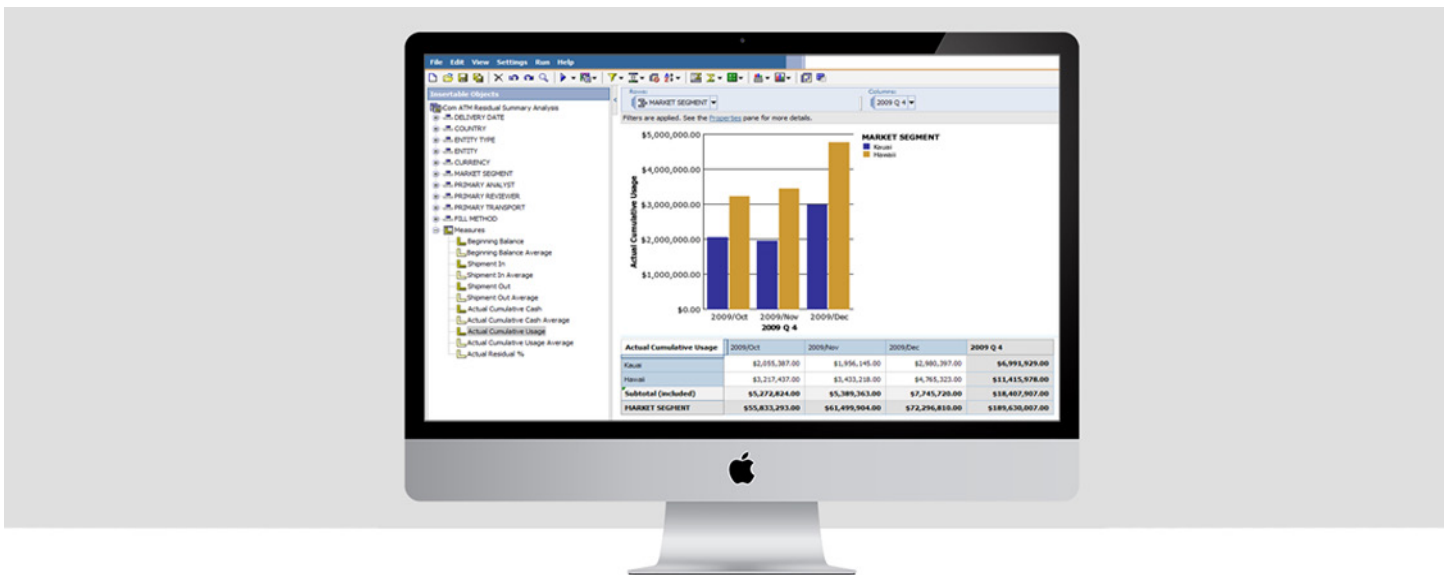 File Edit View Settings Run Help
Insertable Objects
Com ATM Residual Summary Analysis
DELIVERY DATE
COUNTRY
ENTITY TYPE
ENTITY
CURRENCY
MARKET SEGMENT
PRIMARY ANALYST
PRIMARY REVIEWER
PRIMARY TRANSPORT
FILL METHOD
Measures
Beginning Balance
Beginning Balance Average
Shipment In
Shipment In Average
Shipment Out
Shipment Out Average
Actual Cumulative Cash
Actual Cumulative Cash Average
Actual Cumulative Usage
Actual Cumulative Usage Average
Actual Residual %
Rows: Columns:
MARKET SEGMENT 2009 Q 4
Filters are applied. See the Properties pane for more details.
Actual Cumulative Usage
$5,000,000.00
$4,000,000.00
$3,000,000.00
$2,000,000.00
$1,000,000.00
$0.00
2009/Oct 2009/Nov 2009/Dec
2009 Q 4
MARKET SEGMENT
Kauai
Hawaii
Actual Cumulative Usage 2009/Oct 2009/Nov 2009/Dec 2009 Q 4
Kauai $2,055,387.00 $1,956,145.00 $2,980,397.00 $6,991,929.00
Hawaii $3,217,437.00 $3,433,218.00 $4,765,323.00 $11,415,978.00
Subtotal (included) $5,272,824.00 $5,389,363.00 $7,745,720.00 $18,407,907.00
MARKET SEGMENT $55,833,293.00 $61,499,904.00 $72,296,810.00 $189,630,007.00